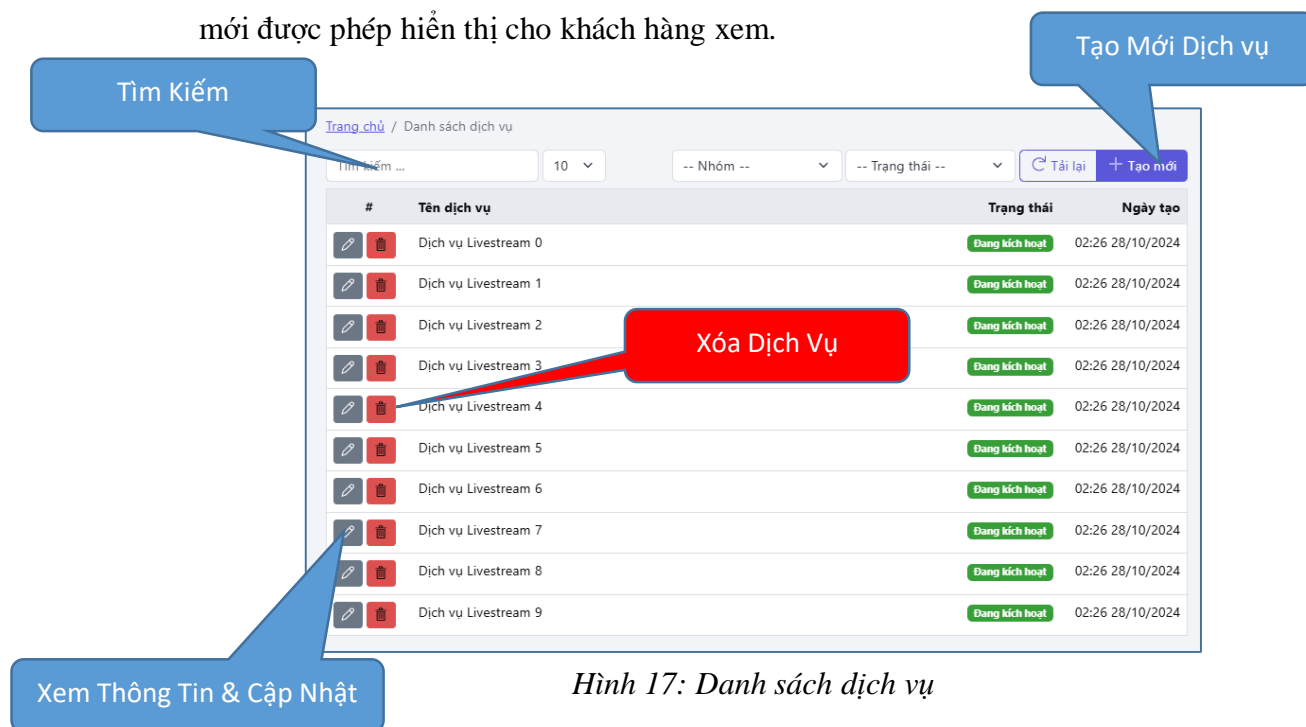 mới được phép hiển thị cho khách hàng xem.
Tạo Mới Dịch vụ
Tìm Kiếm
Trang chủ / Danh sách dịch vụ
Tìm kiếm ... 10 -- Nhóm -- -- Trạng thái -- Tải lại + Tạo mới
# Tên dịch vụ Trạng thái Ngày tạo
Dịch vụ Livestream 0 Đang kích hoạt 02:26 28/10/2024
Dịch vụ Livestream 1 Đang kích hoạt 02:26 28/10/2024
Dịch vụ Livestream 2 Đang kích hoạt 02:26 28/10/2024
Xóa Dịch Vụ
Dịch vụ Livestream 3 Đang kích hoạt 02:26 28/10/2024
Dịch vụ Livestream 4 Đang kích hoạt 02:26 28/10/2024
Dịch vụ Livestream 5 Đang kích hoạt 02:26 28/10/2024
Dịch vụ Livestream 6 Đang kích hoạt 02:26 28/10/2024
Dịch vụ Livestream 7 Đang kích hoạt 02:26 28/10/2024
Dịch vụ Livestream 8 Đang kích hoạt 02:26 28/10/2024
Dịch vụ Livestream 9 Đang kích hoạt 02:26 28/10/2024
Xem Thông Tin & Cập Nhật
Hình 17: Danh sách dịch vụ